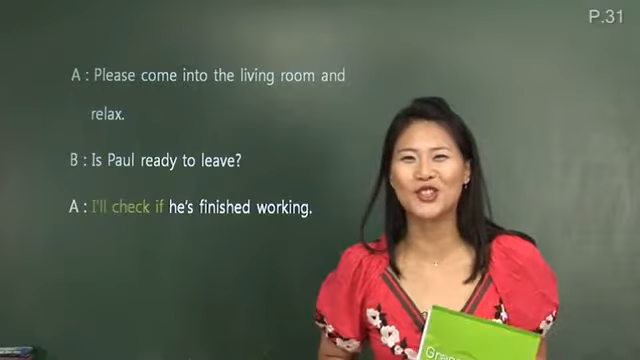 P.31
A : Please come into the living room and
relax.
B : Is Paul ready to leave?
A : I'll check if he's finished working.